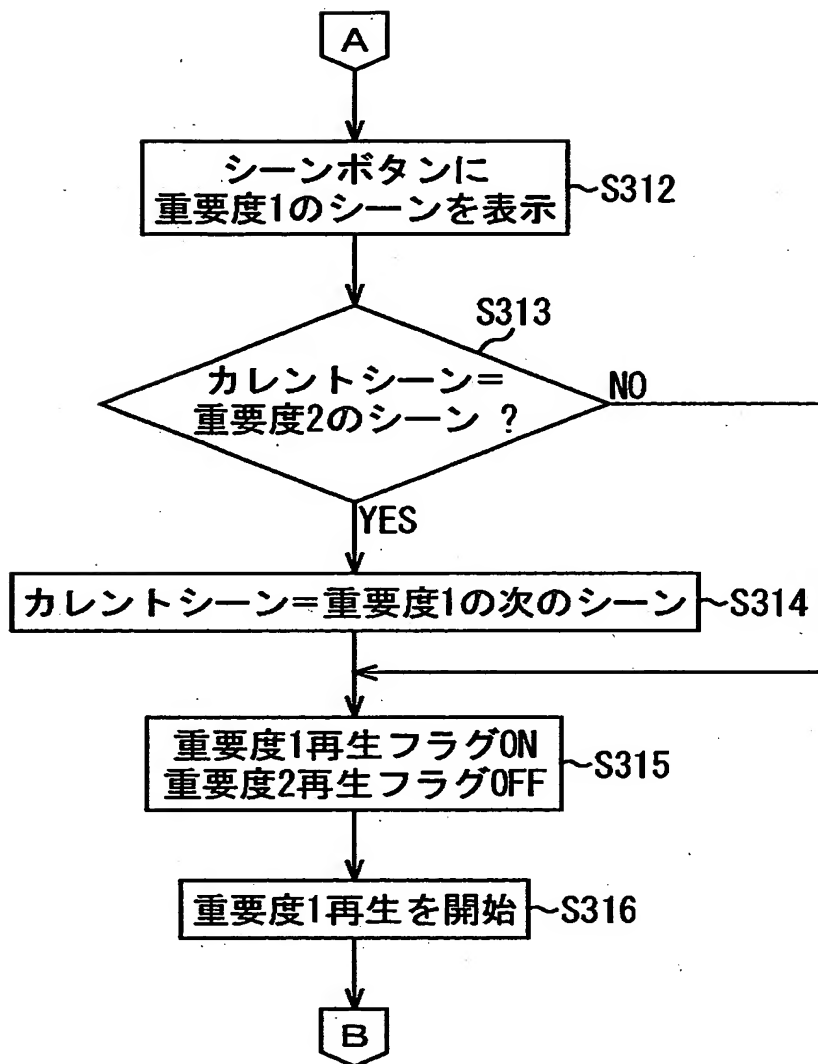 A
シーンボタンに
重要度1のシーンを表示
S312
S313
カレントシーン=
重要度2のシーン ?
NO
YES
カレントシーン=重要度1の次のシーン
S314
重要度1再生フラグON
重要度2再生フラグOFF
S315
重要度1再生を開始
S316
B